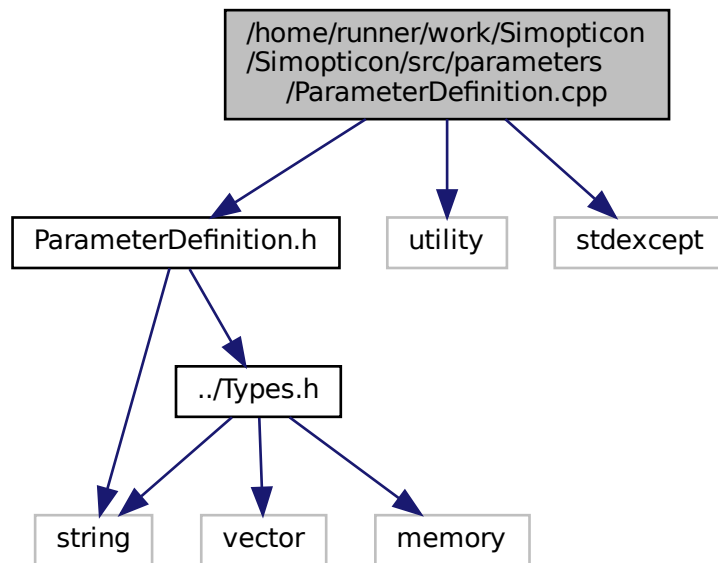 /home/runner/work/Simopticon
/Simopticon/src/parameters
/ParameterDefinition.cpp
ParameterDefinition.h
utility
stdexcept
../Types.h
string
vector
memory